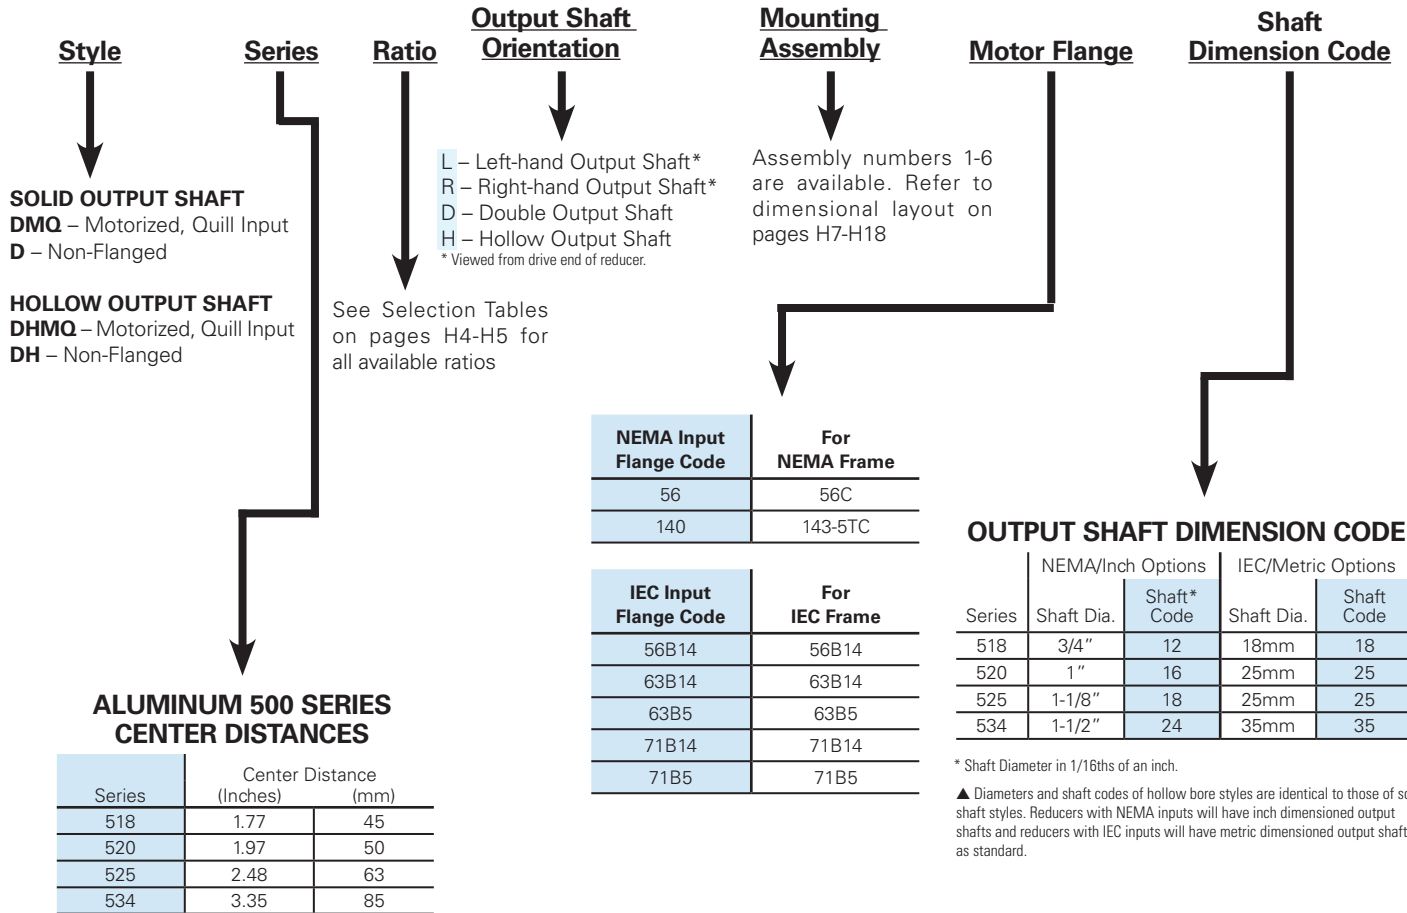 Style
Series
Ratio
Output Shaft
Orientation
Mounting
Assembly
Motor Flange
Shaft
Dimension Code
SOLID OUTPUT SHAFT
DMQ – Motorized, Quill Input
D – Non-Flanged
HOLLOW OUTPUT SHAFT
DHMQ – Motorized, Quill Input
DH – Non-Flanged
See Selection Tables
on pages H4-H5 for
all available ratios
L – Left-hand Output Shaft*
R – Right-hand Output Shaft*
D – Double Output Shaft
H – Hollow Output Shaft
* Viewed from drive end of reducer.
Assembly numbers 1-6
are available. Refer to
dimensional layout on
pages H7-H18
NEMA Input For
Flange Code NEMA Frame
56 56C
140 143-5TC
IEC Input For
Flange Code IEC Frame
56B14 56B14
63B14 63B14
63B5 63B5
71B14 71B14
71B5 71B5
ALUMINUM 500 SERIES
CENTER DISTANCES
Center Distance
Series (Inches) (mm)
518 1.77 45
520 1.97 50
525 2.48 63
534 3.35 85
OUTPUT SHAFT DIMENSION CODE
NEMA/Inch Options IEC/Metric Options
Shaft* Shaft
Series Shaft Dia. Code Shaft Dia. Code
518 3/4" 12 18mm 18
520 1" 16 25mm 25
525 1-1/8" 18 25mm 25
534 1-1/2" 24 35mm 35
* Shaft Diameter in 1/16ths of an inch.
▲ Diameters and shaft codes of hollow bore styles are identical to those of
shaft styles. Reducers with NEMA inputs will have inch dimensioned output
shafts and reducers with IEC inputs will have metric dimensioned output shaft
as standard.